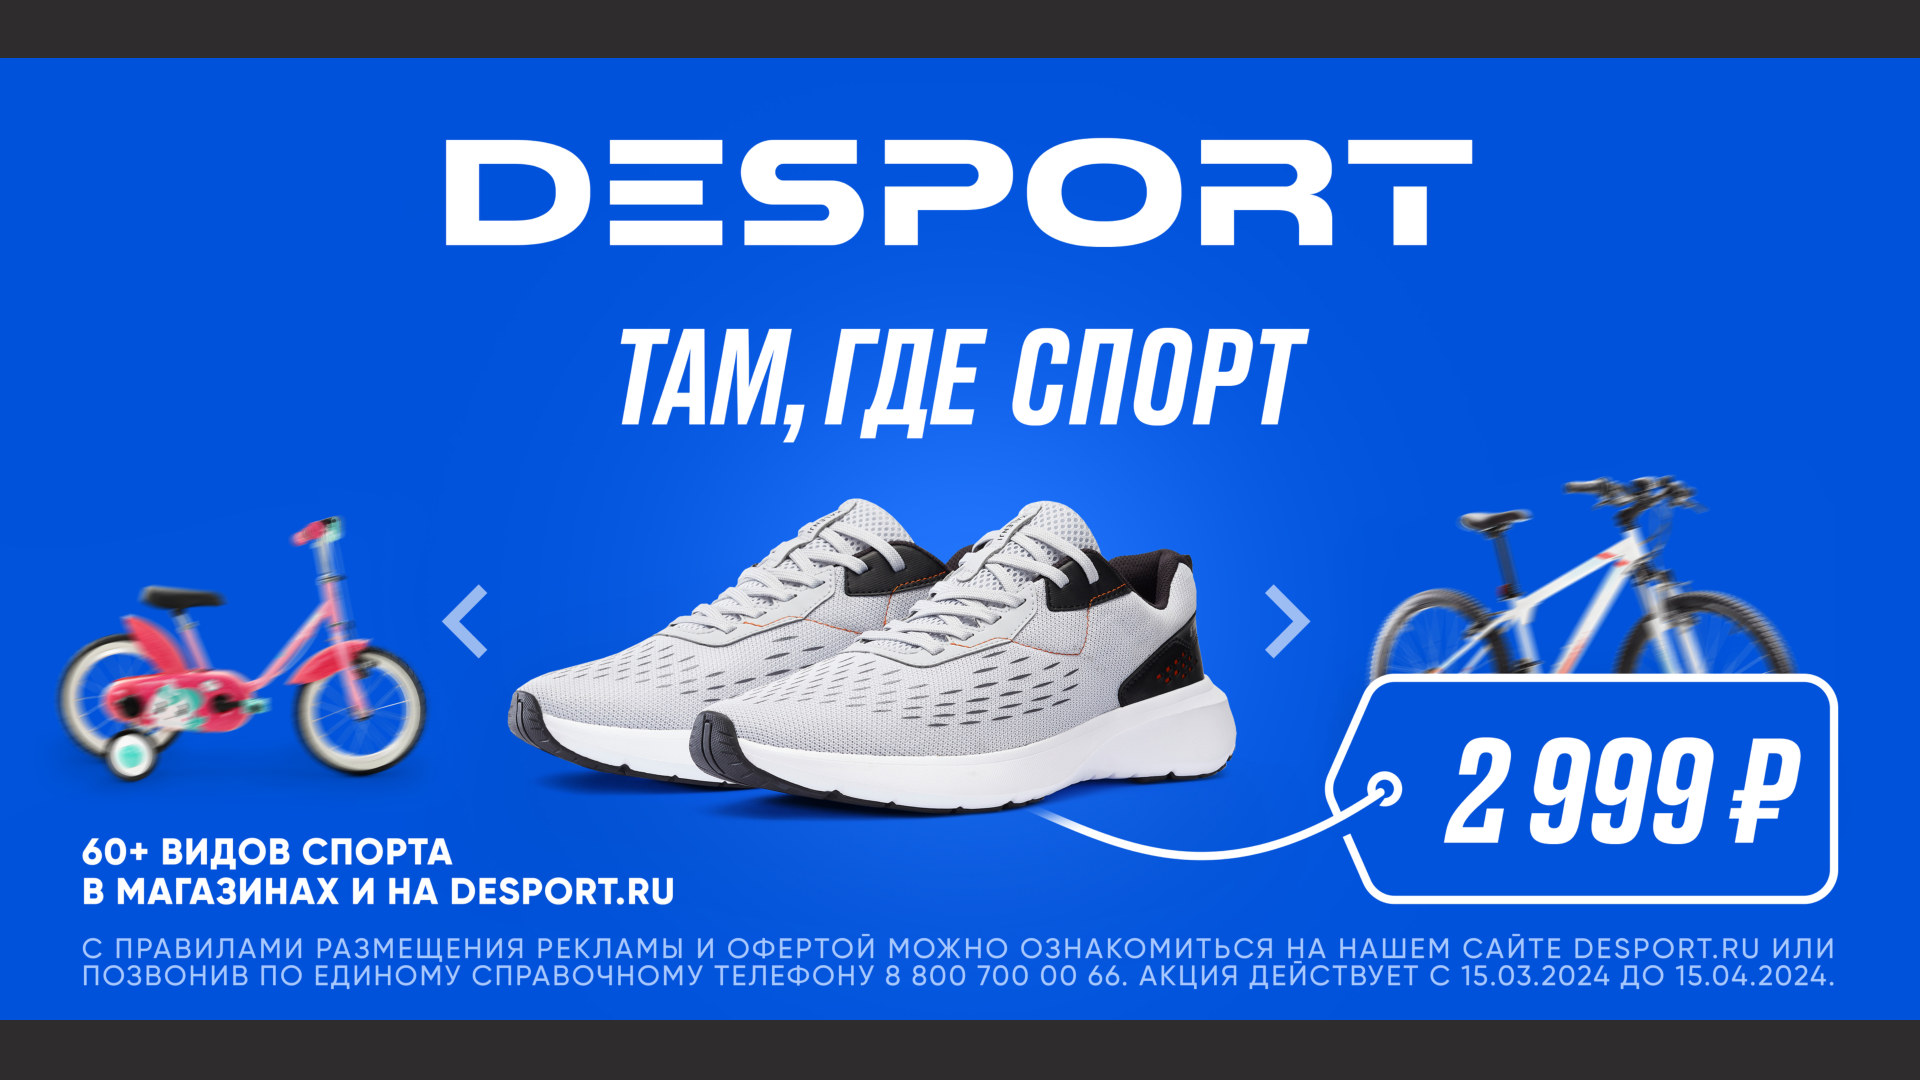 DESPORT
ТАМ, ГДЕ СПОРТ
2 999 ₽
60+ ВИДОВ СПОРТА
В МАГАЗИНАХ И НА DESPORT.RU
С ПРАВИЛАМИ РАЗМЕЩЕНИЯ РЕКЛАМЫ И ОФЕРТОЙ МОЖНО ОЗНАКОМИТЬСЯ НА НАШЕМ САЙТЕ DESPORT.RU ИЛИ
ПОЗВОНИВ ПО ЕДИНОМУ СПРАВОЧНОМУ ТЕЛЕФОНУ 8 800 700 00 66. АКЦИЯ ДЕЙСТВУЕТ С 15.03.2024 ДО 15.04.2024.